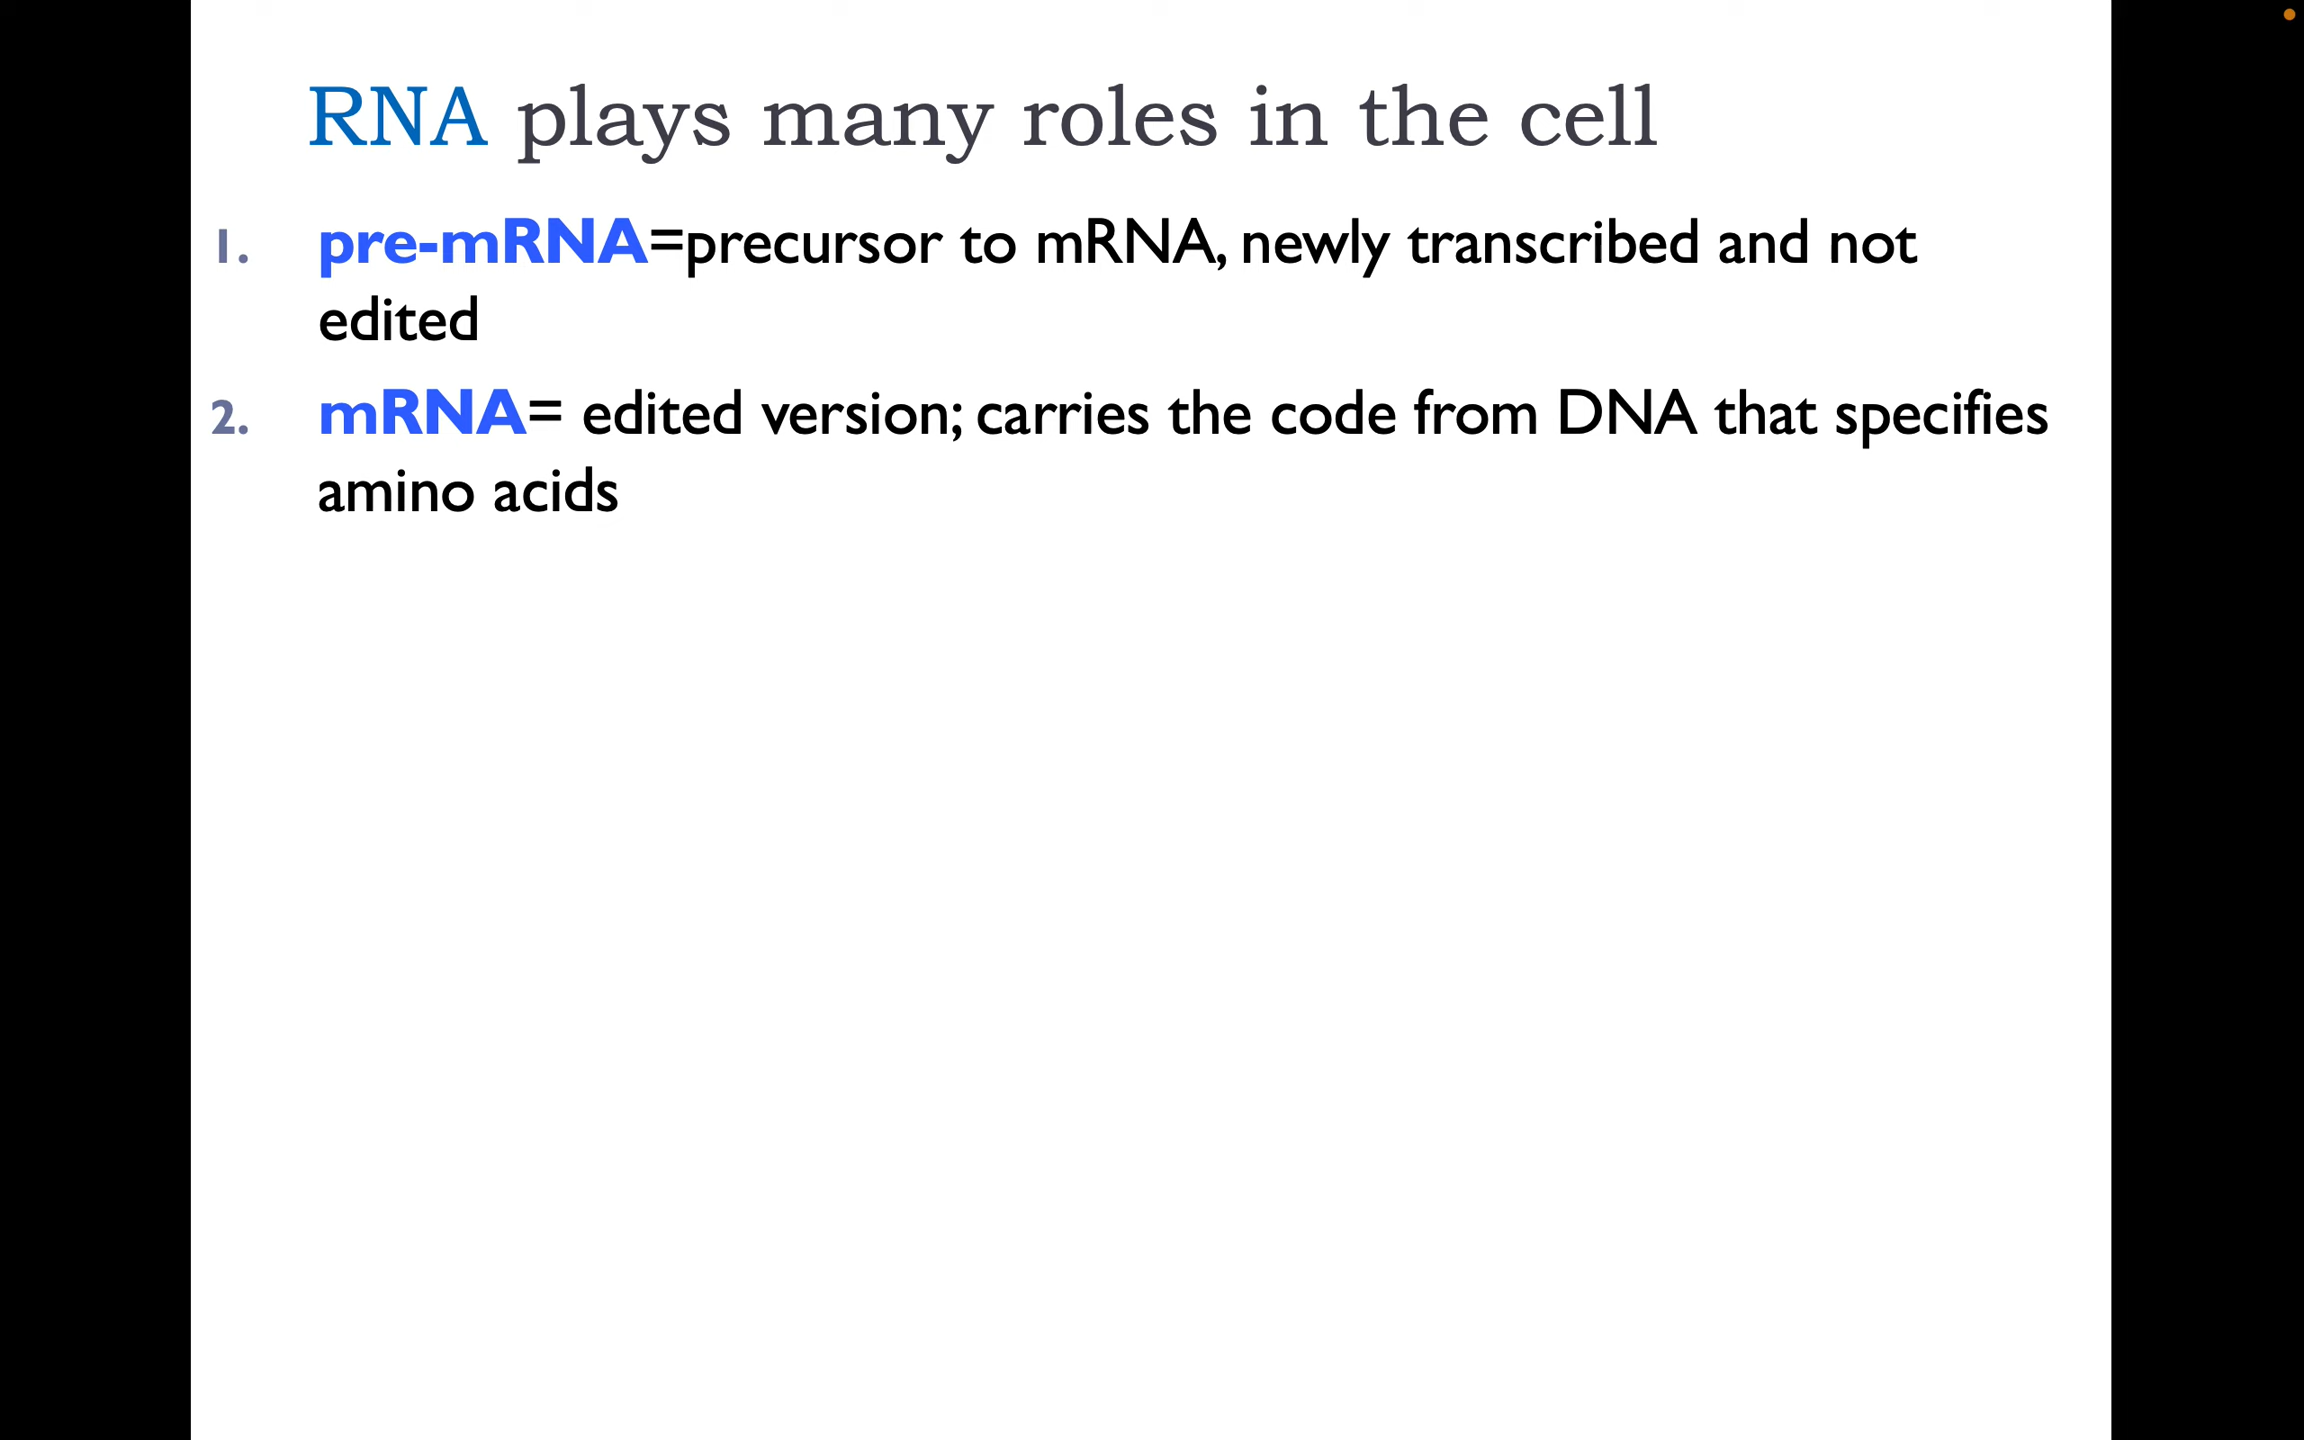 RNA plays many roles in the cell
1. pre-mRNA=precursor to mRNA, newly transcribed and not
edited
2. mRNA= edited version; carries the code from DNA that specifies
amino acids